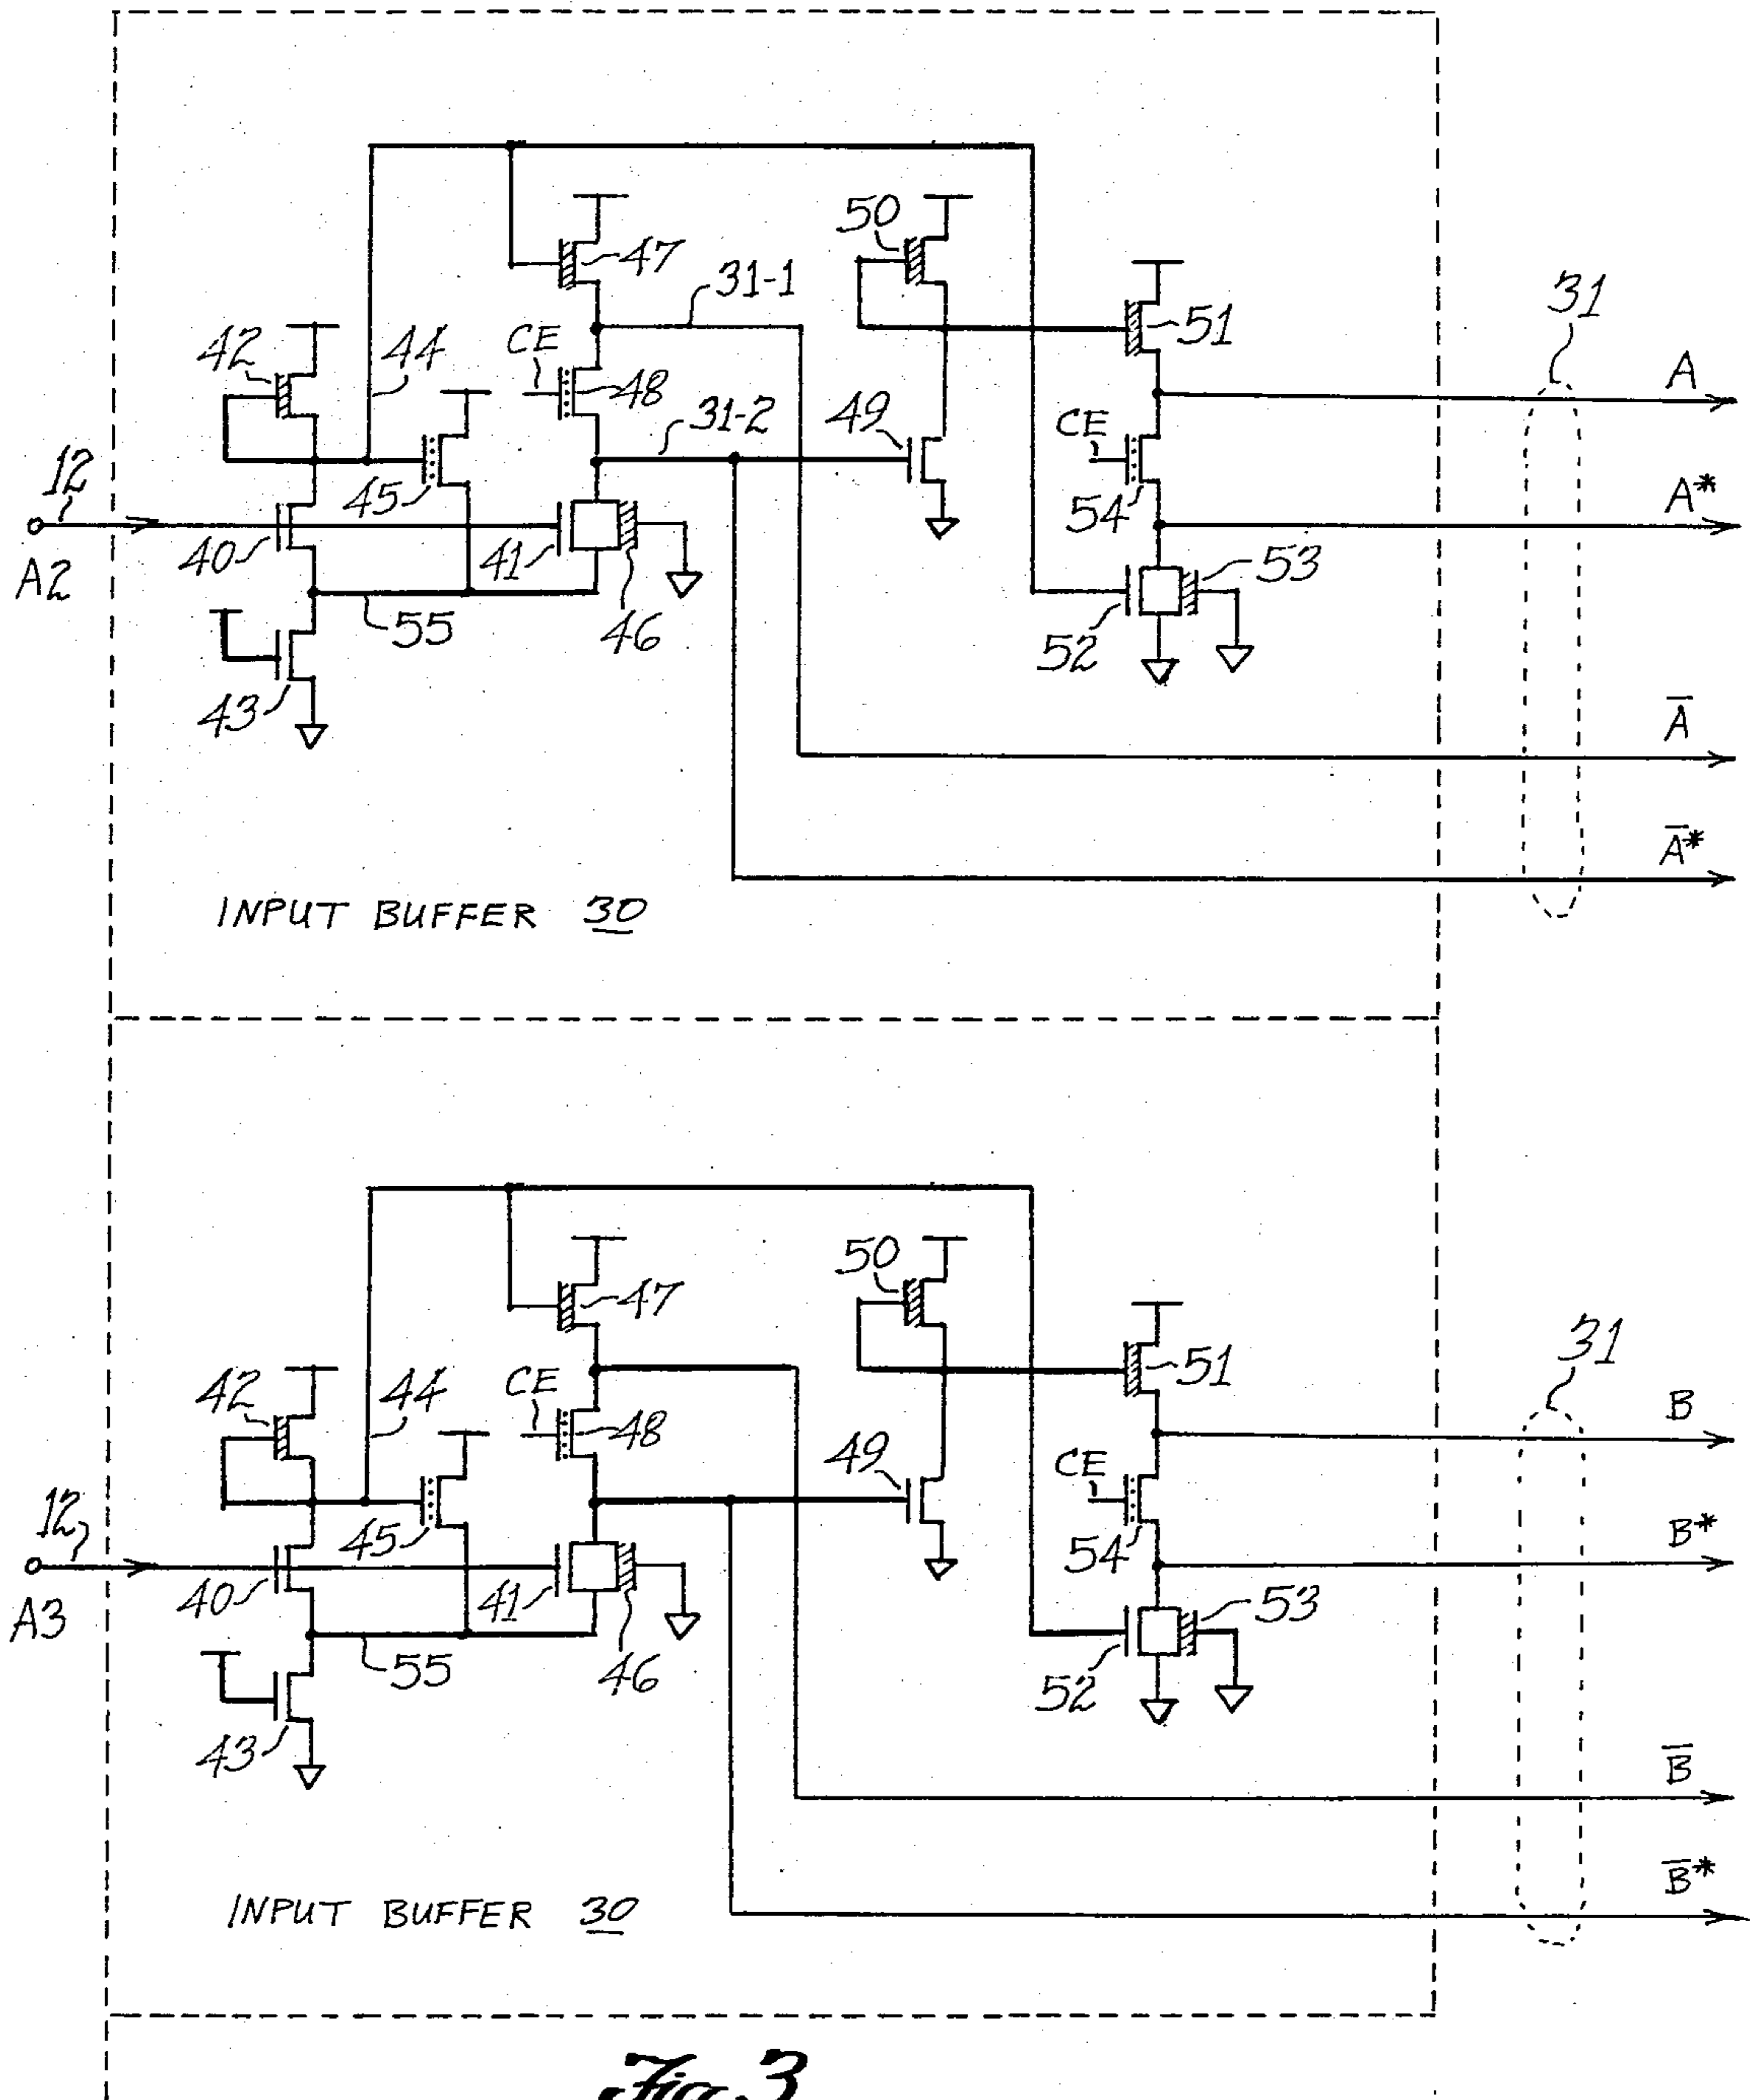 50
47
31-1
51
31
42
44
CE
48
A
31-2
49
CE
12
45
54
A*
A2
40
41
53
55
46
52
43
A̅
A̅*
INPUT BUFFER 30
50
47
51
31
42
44
CE
48
B
49
CE
12
45
54
B*
A3
40
41
53
55
46
52
43
B̅
B̅*
INPUT BUFFER 30
Fig. 3